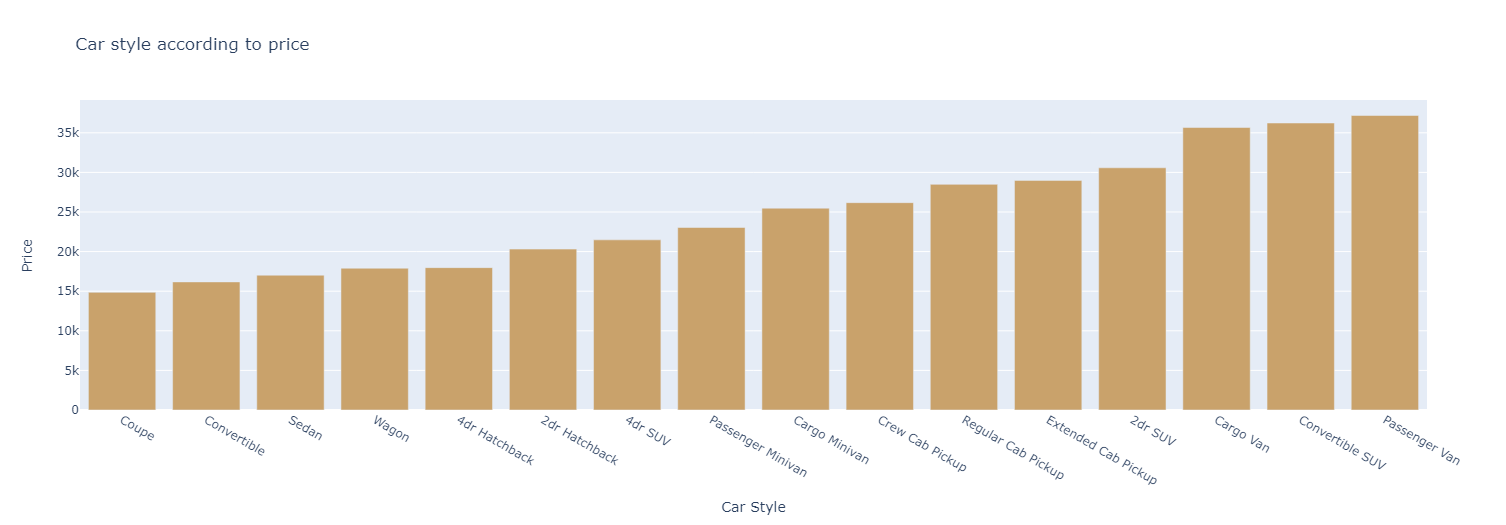 Car style according to price
Price
35k
30k
25k
20k
15k
10k
5k
0
Coupe
Convertible
Sedan
Wagon
4dr Hatchback
2dr Hatchback
4dr SUV
Passenger Minivan
Cargo Minivan
Crew Cab Pickup
Regular Cab Pickup
Extended Cab Pickup
2dr SUV
Cargo Van
Convertible SUV
Passenger Van
Car Style